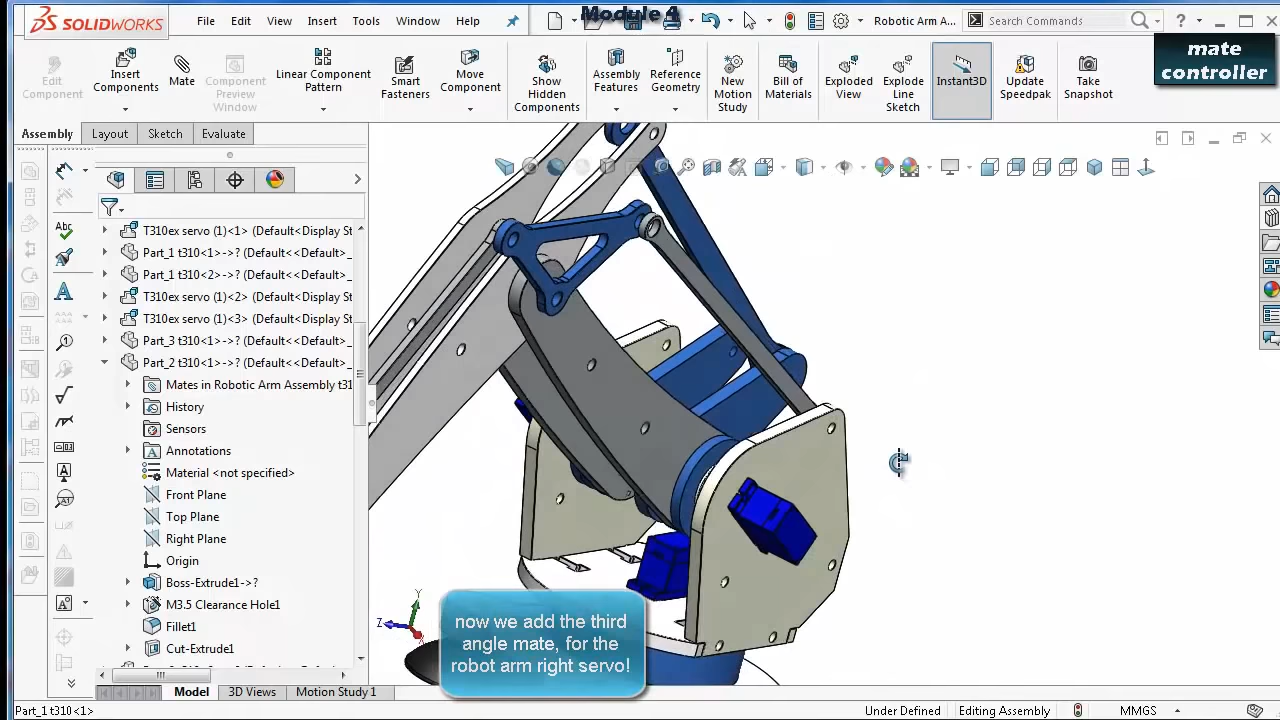 SOLIDWORKS
File Edit View Insert Tools Window Help
Module 4
Robotic Arm A...
Search Co
mate
controller
Edit
Component
Insert
Components
Mate
Component
Preview
Window
Linear Component
Pattern
Smart
Fasteners
Move
Component
Show
Hidden
Components
Assembly
Features
Reference
Geometry
New
Motion
Study
Bill of
Materials
Exploded
View
Explode
Line
Sketch
Instant3D
Update
Speedpak
Take
Snapshot
Assembly Layout Sketch Evaluate
T310ex servo (1)<1> (Default<Display St
Part_1 t310<1>->? (Default<<Default>_
Part_1 t310<2>->? (Default<<Default>_
T310ex servo (1)<2> (Default<Display St
T310ex servo (1)<3> (Default<Display St
Part_3 t310<1>->? (Default<<Default>_
Part_2 t310<1>->? (Default<<Default>_
Mates in Robotic Arm Assembly t31
History
Sensors
Annotations
Material <not specified>
Front Plane
Top Plane
Right Plane
Origin
Boss-Extrude1->?
M3.5 Clearance Hole1
Fillet1
Cut-Extrude1
Abc
Y
Z
now we add the third
angle mate, for the
robot arm right servo!
Model 3D Views Motion Study 1
Part_1 t310<1>
Under Defined Editing Assembly MMGS